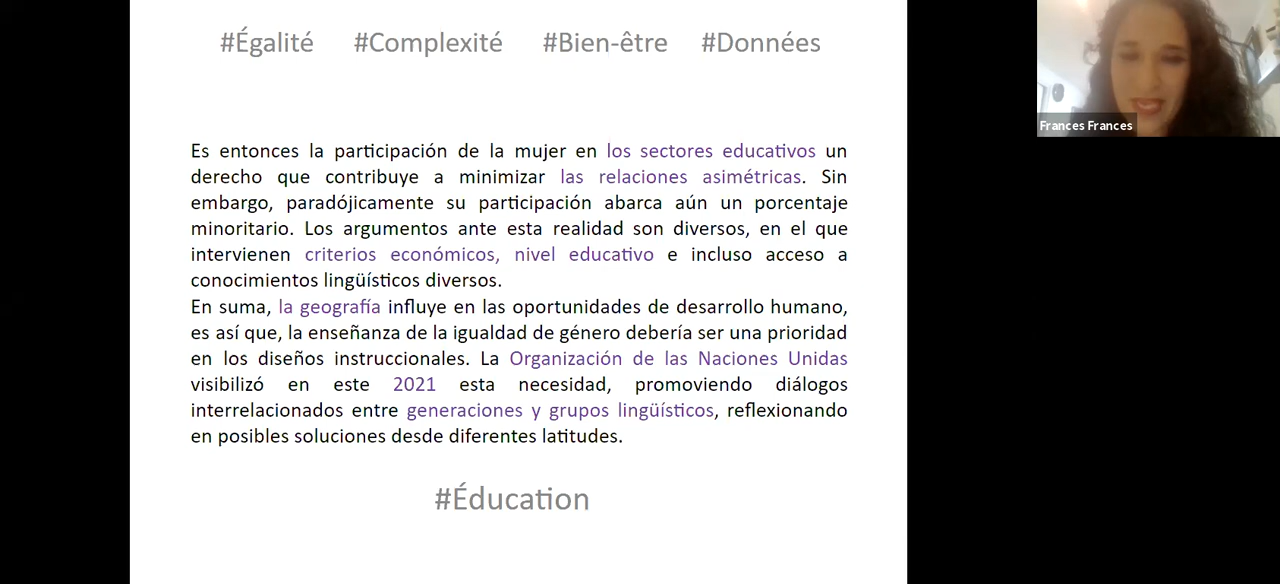 #Égalité #Complexité #Bien-être #Données
Frances Frances
Es entonces la participación de la mujer en los sectores educativos un
derecho que contribuye a minimizar las relaciones asimétricas. Sin
embargo, paradójicamente su participación abarca aún un porcentaje
minoritario. Los argumentos ante esta realidad son diversos, en el que
intervienen criterios económicos, nivel educativo e incluso acceso a
conocimientos lingüísticos diversos.
En suma, la geografía influye en las oportunidades de desarrollo humano,
es así que, la enseñanza de la igualdad de género debería ser una prioridad
en los diseños instruccionales. La Organización de las Naciones Unidas
visibilizó en este 2021 esta necesidad, promoviendo diálogos
interrelacionados entre generaciones y grupos lingüísticos, reflexionando
en posibles soluciones desde diferentes latitudes.
#Éducation